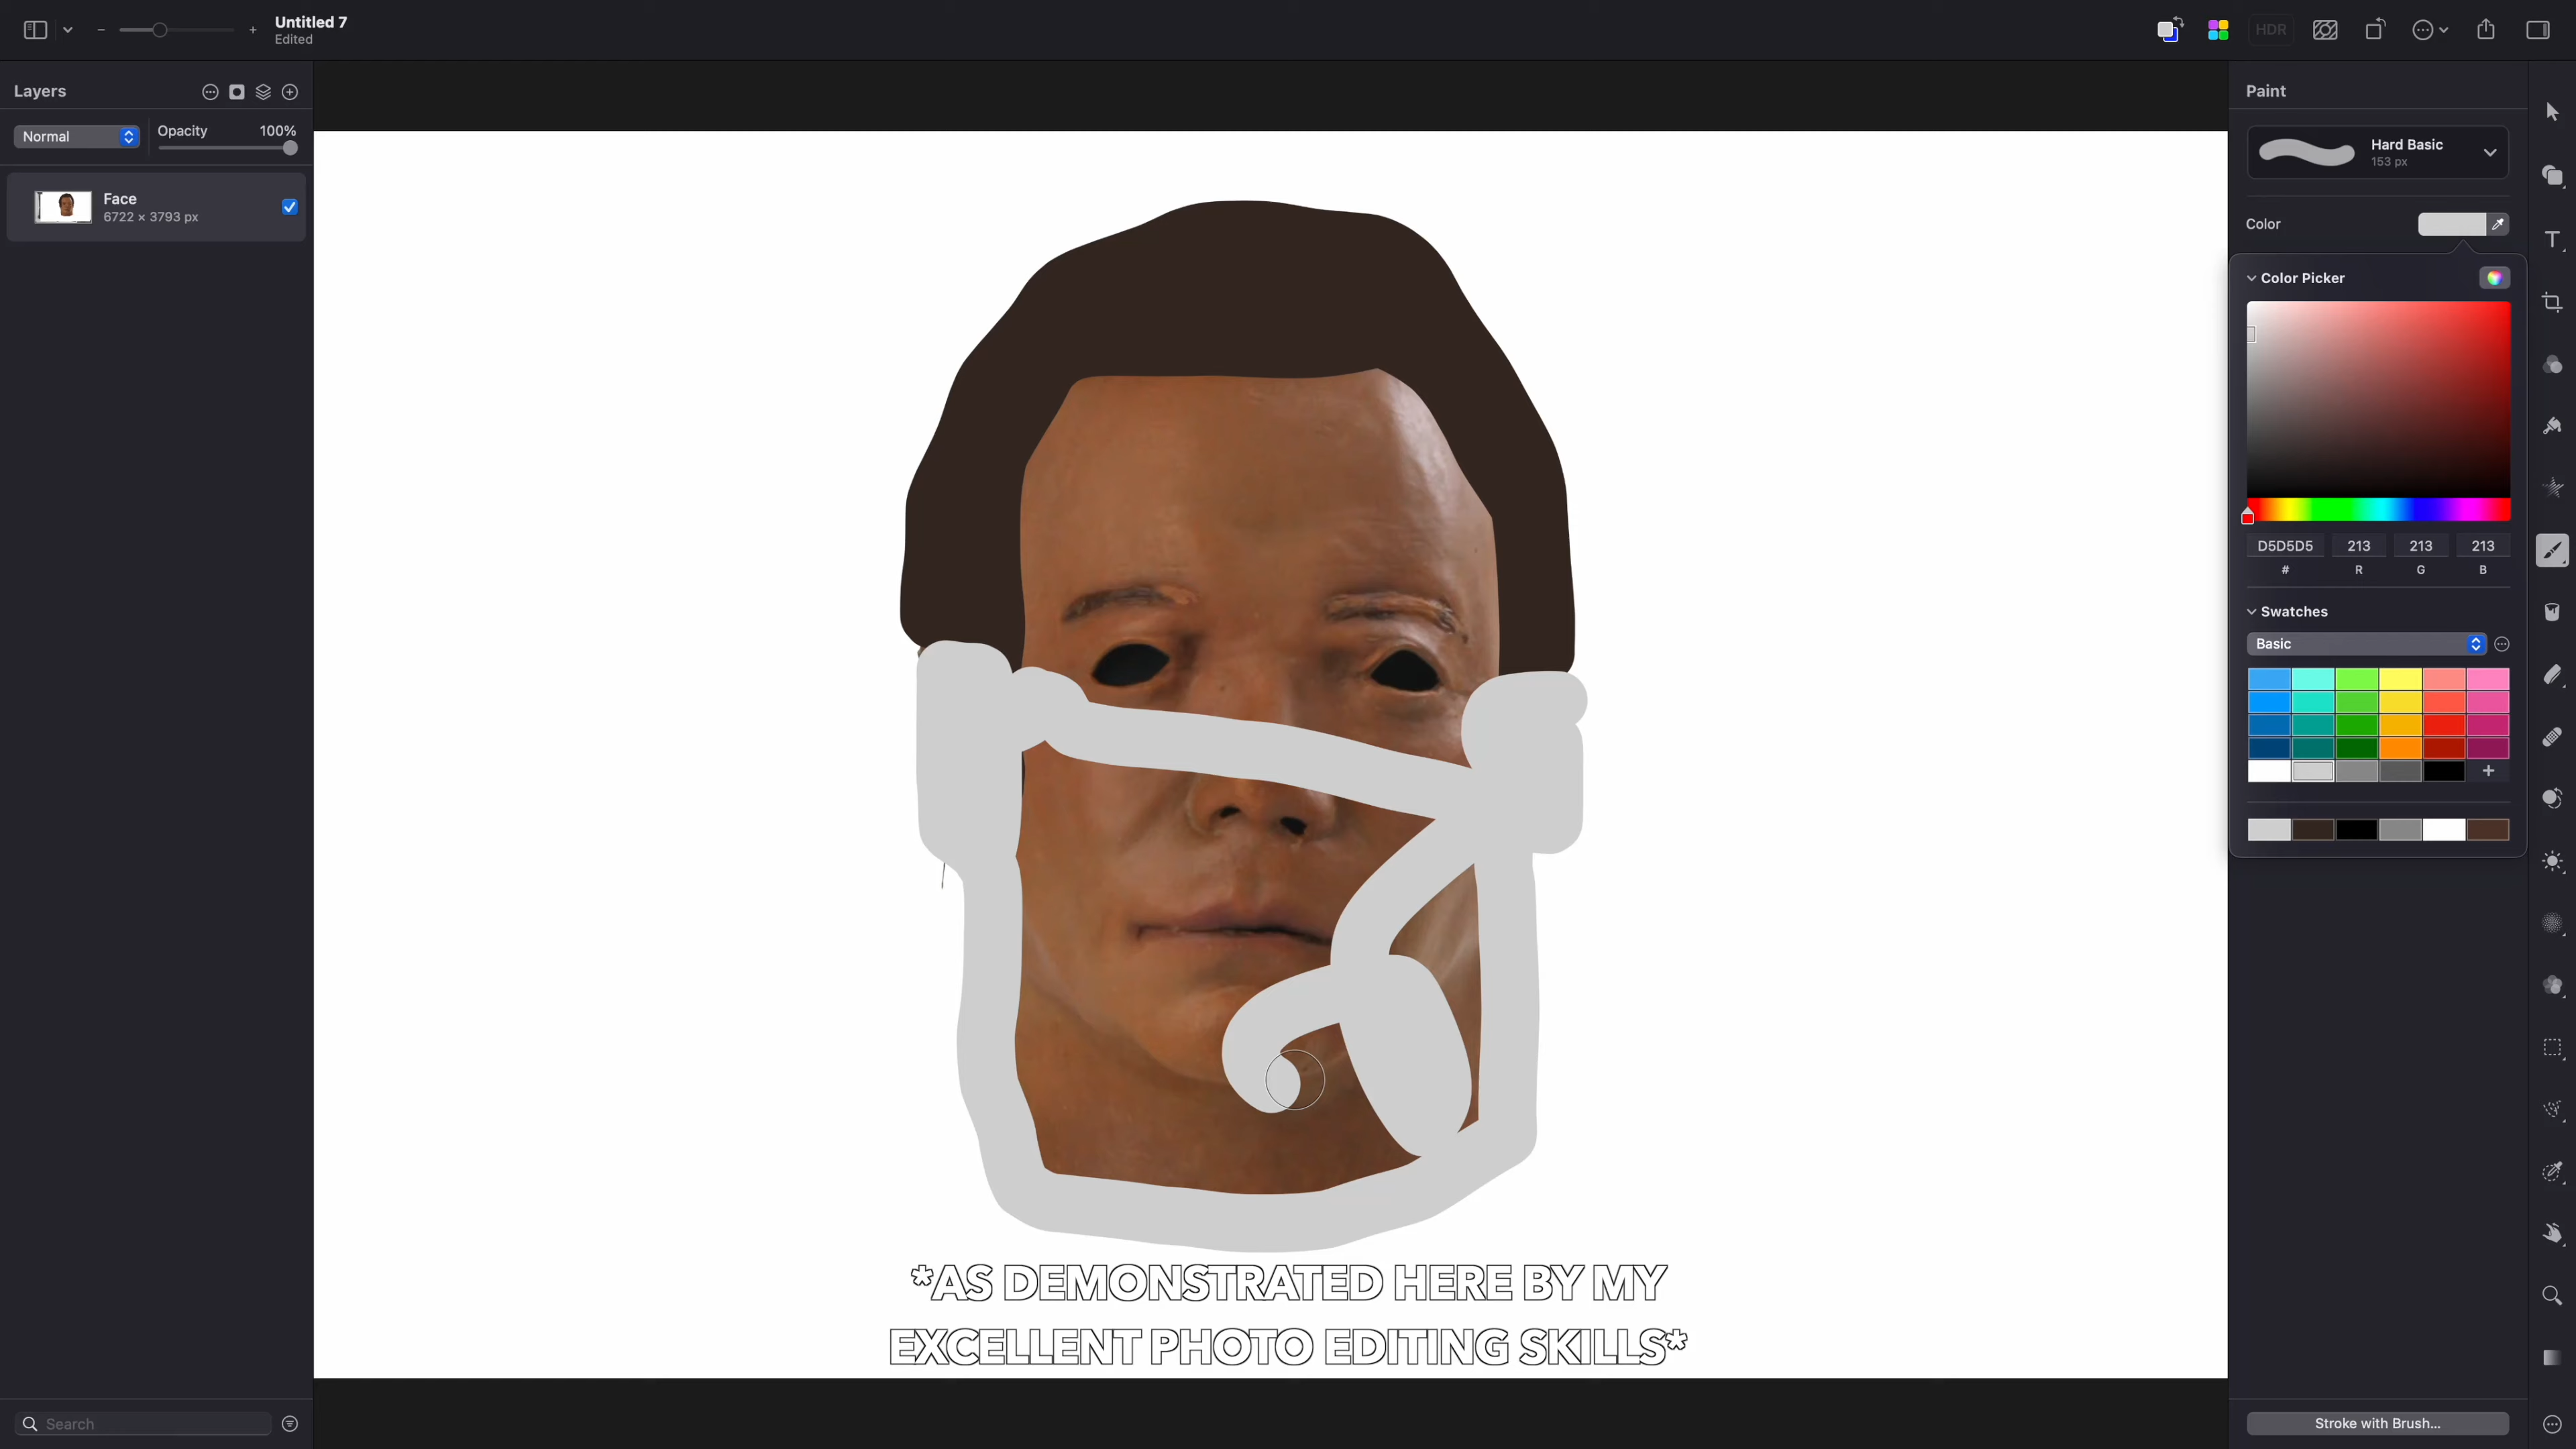 Untitled 7
Edited
HDR
Layers
Normal
Opacity
100%
Face
6722 × 3793 px
Paint
Hard Basic
153 px
Color
Color Picker
D5D5D5 213 213 213
# R G B
Swatches
Basic
*AS DEMONSTRATED HERE BY MY
EXCELLENT PHOTO EDITING SKILLS*
Search
Stroke with Brush...